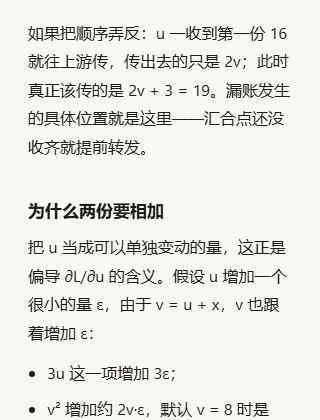 如果把顺序弄反：u 一收到第一份 16
就往上游传，传出去的只是 2v；此时
真正该传的是 2v + 3 = 19。漏账发生
的具体位置就是这里——汇合点还没
收齐就提前转发。
为什么两份要相加
把 u 当成可以单独变动的量，这正是
偏导 ∂L/∂u 的含义。假设 u 增加一个
很小的量 ε，由于 v = u + x，v 也跟
着增加 ε：
• 3u 这一项增加 3ε；
• v² 增加约 2v·ε，默认 v = 8 时是